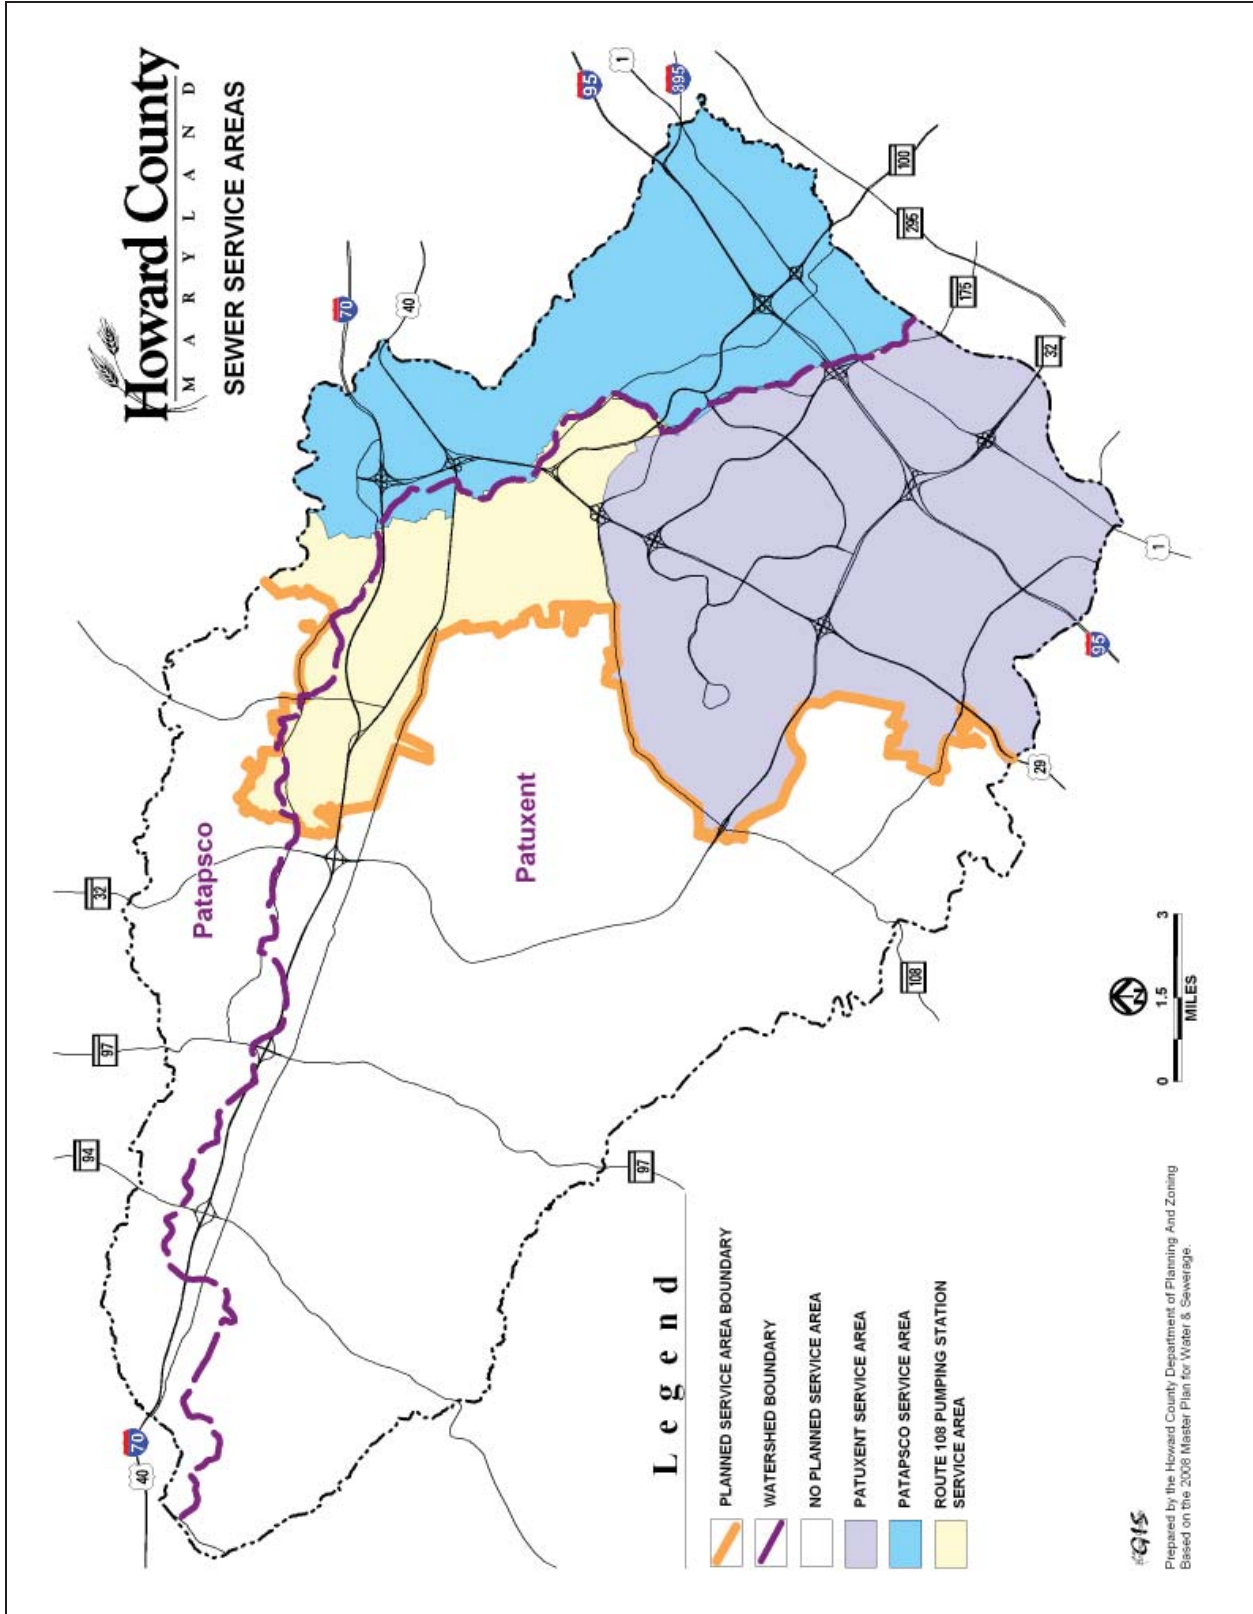 Howard County
M A R Y L A N D
SEWER SERVICE AREAS
70
40
95
1
895
100
295
175
32
1
95
29
108
32
97
94
97
70
40
Patapsco
Patuxent
N
0 1.5 3
MILES
Legend
PLANNED SERVICE AREA BOUNDARY
WATERSHED BOUNDARY
NO PLANNED SERVICE AREA
PATUXENT SERVICE AREA
PATAPSCO SERVICE AREA
ROUTE 108 PUMPING STATION
SERVICE AREA
GIS
Prepared by the Howard County Department of Planning And Zoning
Based on the 2008 Master Plan for Water & Sewerage.